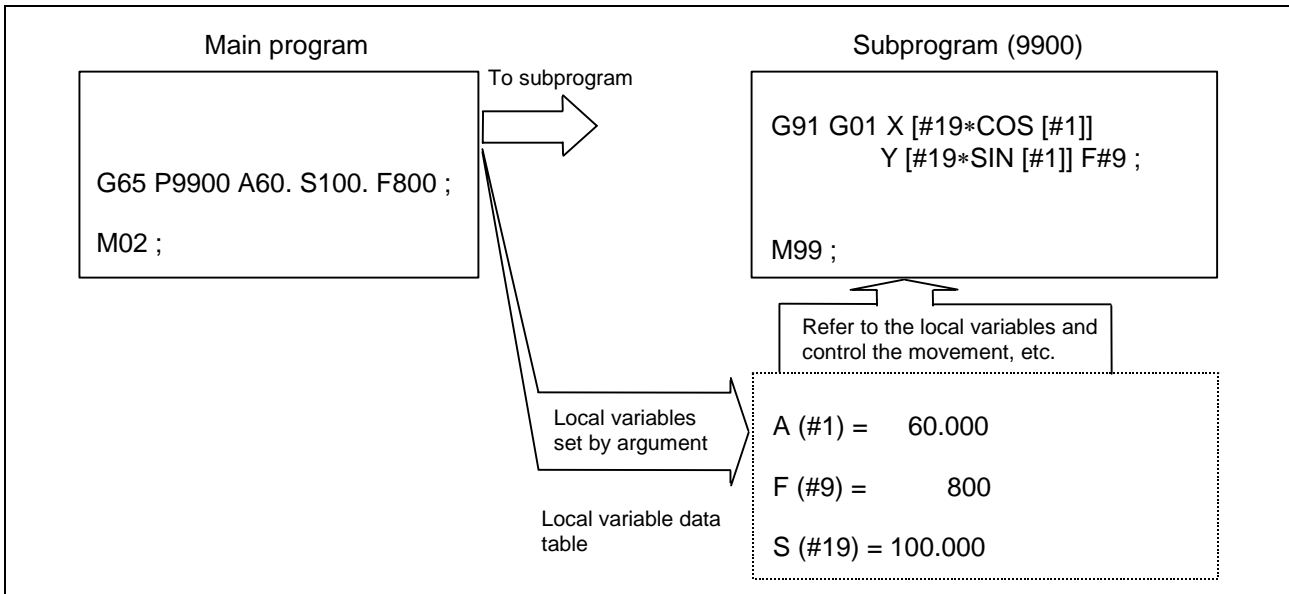 Main program
To subprogram
G65 P9900 A60. S100. F800 ;
M02 ;
Subprogram (9900)
G91 G01 X [#19∗COS [#1]]
Y [#19∗SIN [#1]] F#9 ;
M99 ;
Refer to the local variables and
control the movement, etc.
Local variables
set by argument
A (#1) = 60.000
F (#9) = 800
S (#19) = 100.000
Local variable data
table